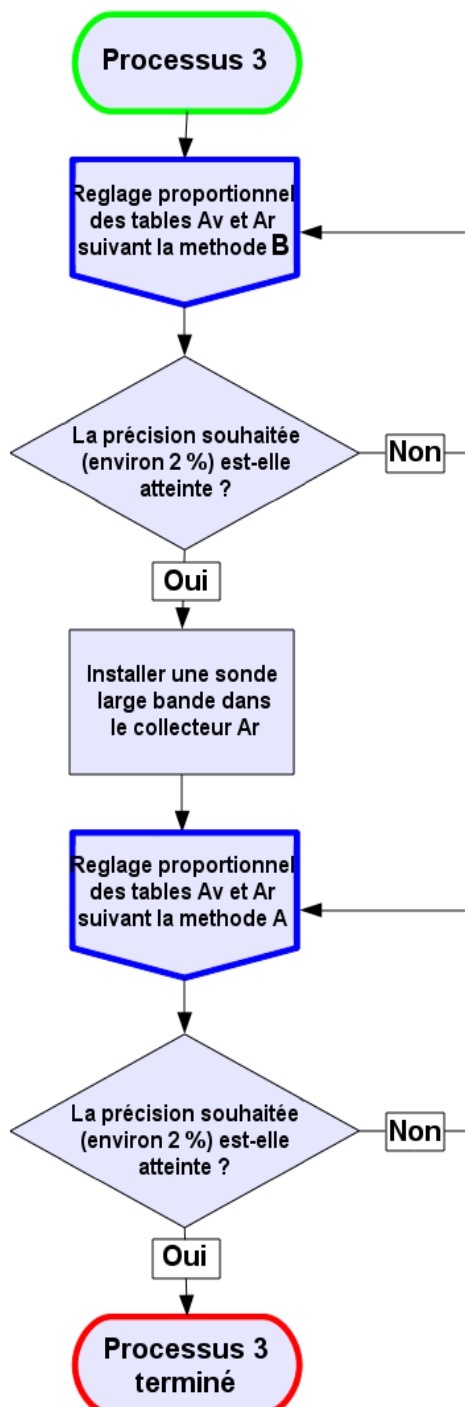 Processus 3
Reglage proportionnel
des tables Av et Ar
suivant la methode B
La précision souhaitée
(environ 2 %) est-elle
atteinte ?
Non
Oui
Installer une sonde
large bande dans
le collecteur Ar
Reglage proportionnel
des tables Av et Ar
suivant la methode A
La précision souhaitée
(environ 2 %) est-elle
atteinte ?
Non
Oui
Processus 3
terminé